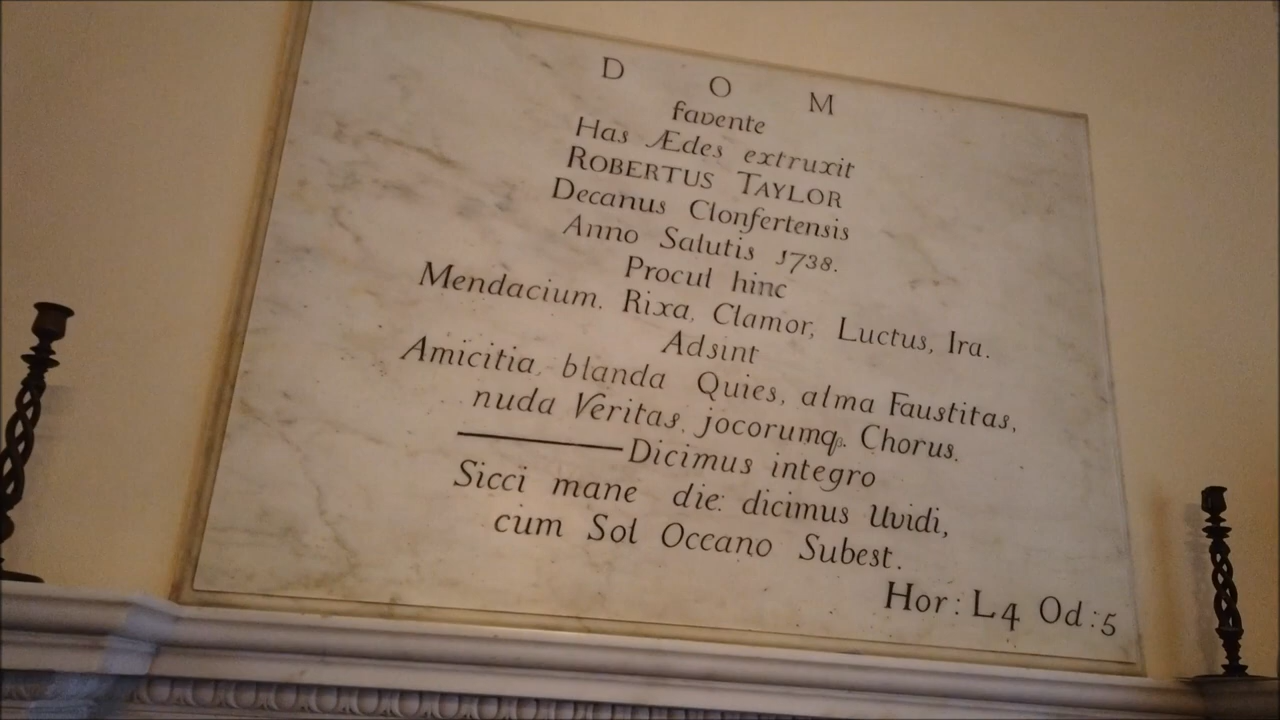 D O M
favente
Has Ædes extruxit
ROBERTUS TAYLOR
Decanus Clonfertensis
Anno Salutis 1738.
Procul hinc
Mendacium. Rixa, Clamor, Luctus, Ira.
Adsint
Amicitia, blanda Quies, alma Faustitas,
nuda Veritas, jocorumq. Chorus.
Dicimus integro
Sicci mane die: dicimus Uvidi,
cum Sol Occano Subest.
Hor: L4 Od:5